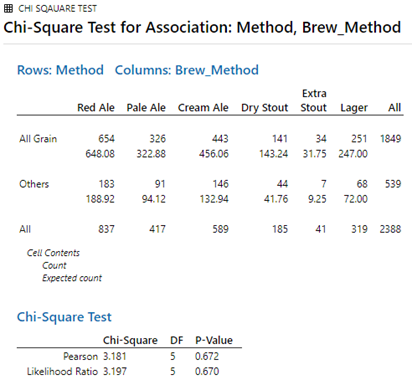 CHI SQAUARE TEST
Chi-Square Test for Association: Method, Brew_Method
Rows: Method Columns: Brew_Method
Extra
Red Ale Pale Ale Cream Ale Dry Stout Stout Lager All
All Grain 654 326 443 141 34 251 1849
648.08 322.88 456.06 143.24 31.75 247.00
Others 183 91 146 44 7 68 539
188.92 94.12 132.94 41.76 9.25 72.00
All 837 417 589 185 41 319 2388
Cell Contents
Count
Expected count
Chi-Square Test
Chi-Square DF P-Value
Pearson 3.181 5 0.672
Likelihood Ratio 3.197 5 0.670